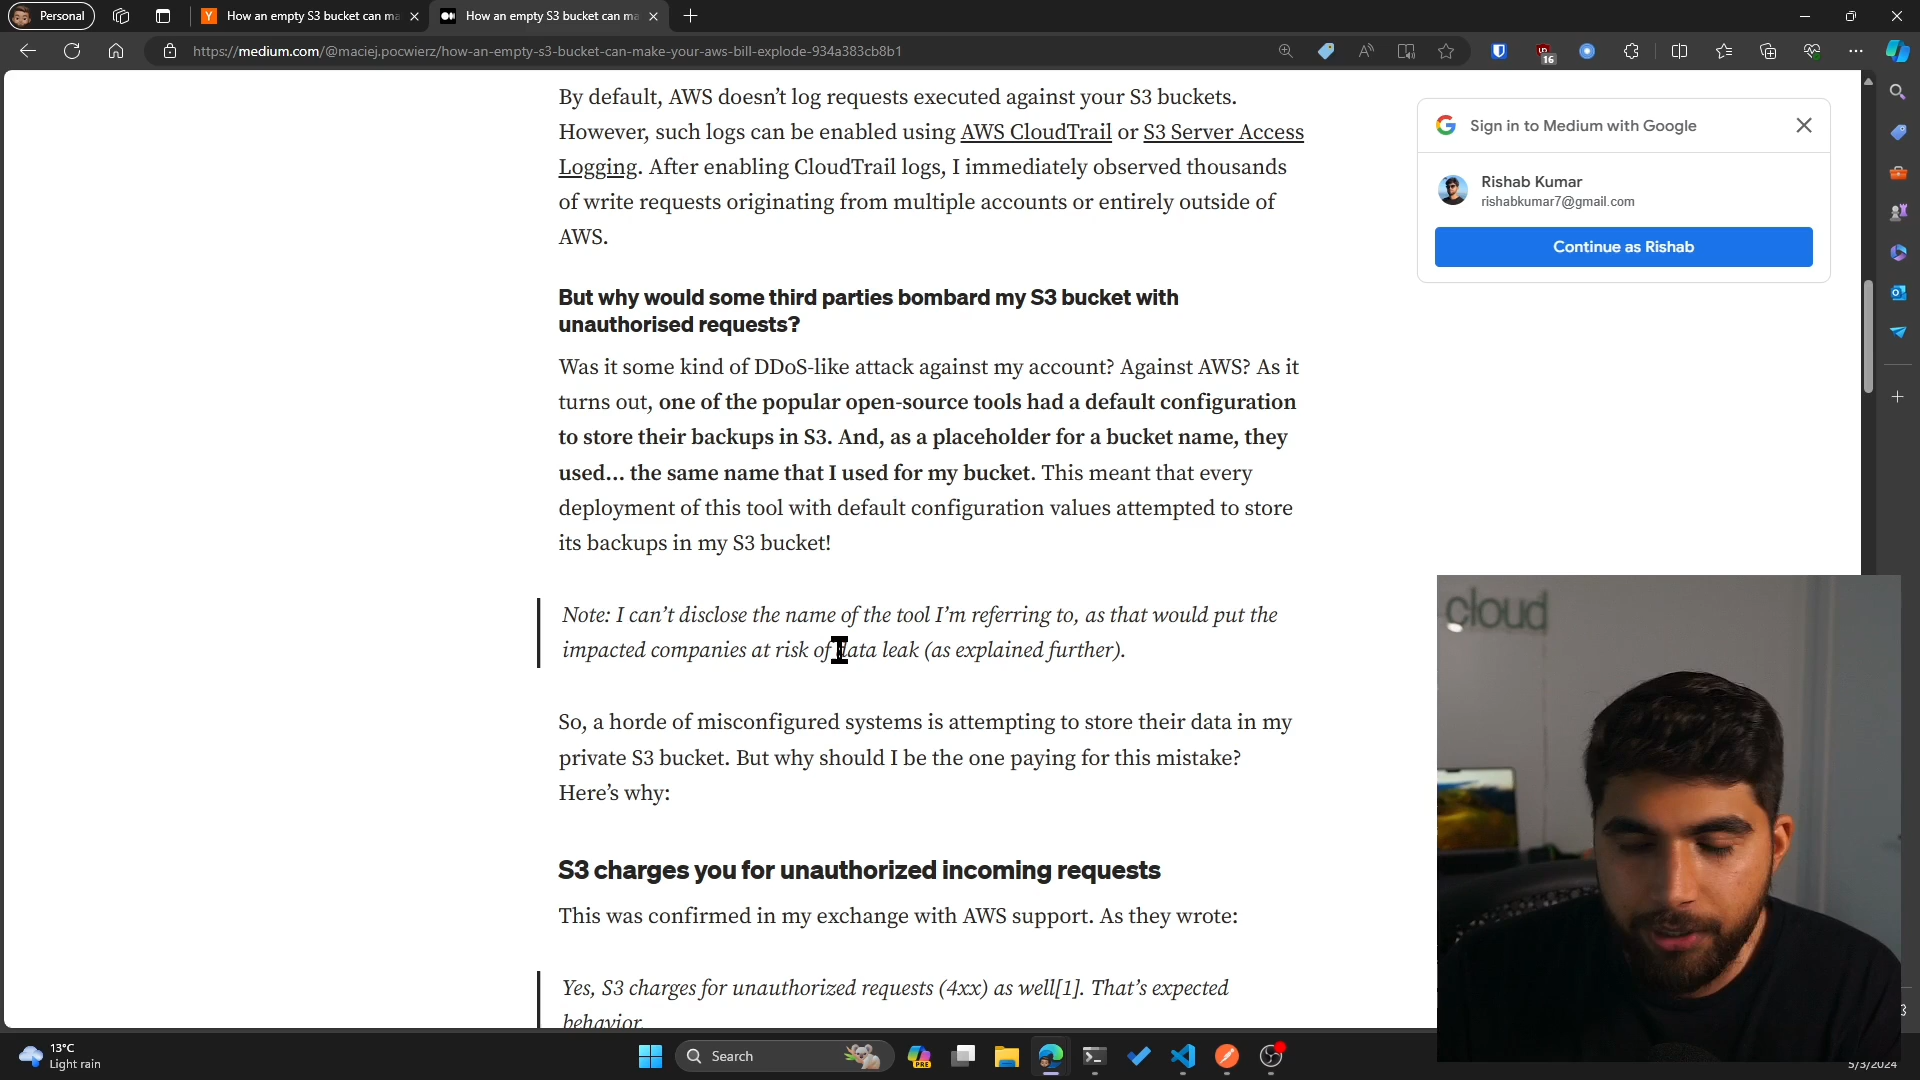 Personal
How an empty S3 bucket can ma
How an empty S3 bucket can ma
https://medium.com/@maciej.pocwierz/how-an-empty-s3-bucket-can-make-your-aws-bill-explode-934a383cb8b1
16
By default, AWS doesn’t log requests executed against your S3 buckets.
However, such logs can be enabled using AWS CloudTrail or S3 Server Access
Logging. After enabling CloudTrail logs, I immediately observed thousands
of write requests originating from multiple accounts or entirely outside of
AWS.
But why would some third parties bombard my S3 bucket with
unauthorised requests?
Was it some kind of DDoS-like attack against my account? Against AWS? As it
turns out, one of the popular open-source tools had a default configuration
to store their backups in S3. And, as a placeholder for a bucket name, they
used… the same name that I used for my bucket. This meant that every
deployment of this tool with default configuration values attempted to store
its backups in my S3 bucket!
Note: I can’t disclose the name of the tool I’m referring to, as that would put the
impacted companies at risk of data leak (as explained further).
So, a horde of misconfigured systems is attempting to store their data in my
private S3 bucket. But why should I be the one paying for this mistake?
Here’s why:
S3 charges you for unauthorized incoming requests
This was confirmed in my exchange with AWS support. As they wrote:
Yes, S3 charges for unauthorized requests (4xx) as well[1]. That’s expected
behavior.
Sign in to Medium with Google
Rishab Kumar
rishabkumar7@gmail.com
Continue as Rishab
cloud
13°C
Light rain
Search
PRE
5/3/2024